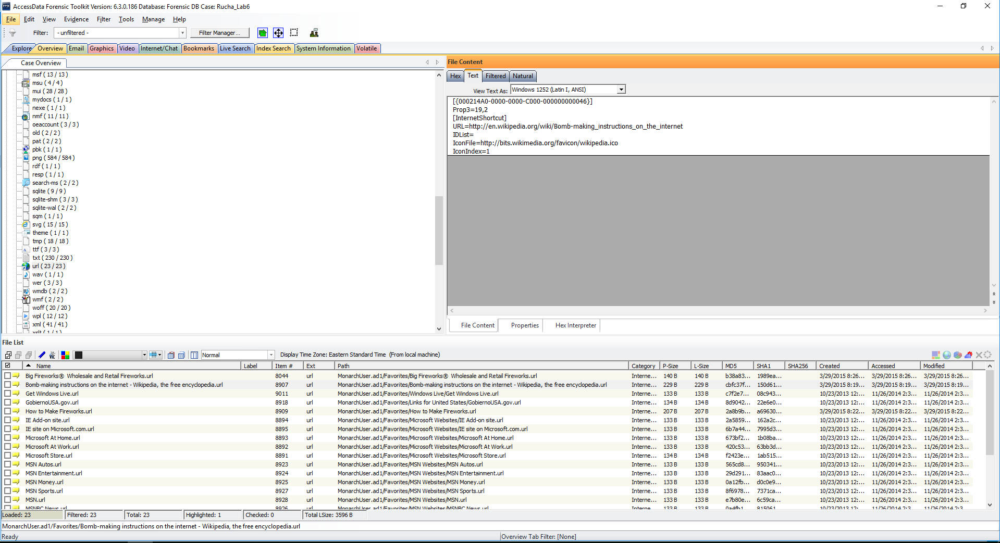 AccessData Forensic Toolkit Version: 6.3.0.186 Database: Forensic DB Case: Rucha_Lab6
File Edit View Evidence Filter Tools Manage Help
Filter: - unfiltered - Filter Manager...
Explore Overview Email Graphics Video Internet/Chat Bookmarks Live Search Index Search System Information Volatile
Case Overview
msf ( 13 / 13 )
msu ( 4 / 4 )
mui ( 28 / 28 )
mydocs ( 1 / 1 )
nexe ( 1 / 1 )
nmf ( 11 / 11 )
oeaccount ( 3 / 3 )
old ( 2 / 2 )
pat ( 2 / 2 )
pbk ( 1 / 1 )
png ( 584 / 584 )
rdf ( 1 / 1 )
resp ( 1 / 1 )
search-ms ( 2 / 2 )
sqlite ( 9 / 9 )
sqlite-shm ( 3 / 3 )
sqlite-wal ( 2 / 2 )
sqm ( 1 / 1 )
svg ( 15 / 15 )
theme ( 1 / 1 )
tmp ( 18 / 18 )
ttf ( 3 / 3 )
txt ( 230 / 230 )
url ( 23 / 23 )
wav ( 1 / 1 )
wer ( 3 / 3 )
wmdb ( 2 / 2 )
wmf ( 2 / 2 )
woff ( 20 / 20 )
wpl ( 12 / 12 )
xml ( 41 / 41 )
xslt ( 1 / 1 )
File Content
Hex Text Filtered Natural
View Text As: Windows 1252 (Latin I, ANSI)
[{000214A0-0000-0000-C000-000000000046}]
Prop3=19,2
[InternetShortcut]
URL=http://en.wikipedia.org/wiki/Bomb-making_instructions_on_the_internet
IDList=
IconFile=http://bits.wikimedia.org/favicon/wikipedia.ico
IconIndex=1
File Content Properties Hex Interpreter
File List
Normal Display Time Zone: Eastern Standard Time (From local machine)
Name Label Item # Ext Path Category P-Size L-Size MD5 SHA1 SHA256 Created Accessed Modified
Big Fireworks® Wholesale and Retail Fireworks.url 8044 url MonarchUser.ad1/Favorites/Big Fireworks® Wholesale and Retail Fireworks.url Interne... 140 B 140 B b38a83... 1989ea... 3/29/2015 8:26... 3/29/2015 8:26... 3/29/2015 8:26...
Bomb-making instructions on the internet - Wikipedia, the free encyclopedia.url 8907 url MonarchUser.ad1/Favorites/Bomb-making instructions on the internet - Wikipedia, the free encyclopedia.url Interne... 229 B 229 B cbfc37f... 150d61... 3/29/2015 8:19... 3/29/2015 8:19... 3/29/2015 8:19...
Get Windows Live.url 9011 url MonarchUser.ad1/Favorites/Windows Live/Get Windows Live.url Interne... 133 B 133 B c7f2e7... 08c943... 10/23/2013 12:... 11/26/2014 2:3... 11/26/2014 2:3...
GobiernoUSA.gov.url 8918 url MonarchUser.ad1/Favorites/Links for United States/GobiernoUSA.gov.url Interne... 134 B 134 B 8d9042... 22e6e0... 10/23/2013 12:... 11/26/2014 2:3... 11/26/2014 2:3...
How to Make Fireworks.url 8909 url MonarchUser.ad1/Favorites/How to Make Fireworks.url Interne... 207 B 207 B 2a8b9b... a69630... 3/29/2015 8:22... 3/29/2015 8:22... 3/29/2015 8:22...
IE Add-on site.url 8894 url MonarchUser.ad1/Favorites/Microsoft Websites/IE Add-on site.url Interne... 133 B 133 B 2a5859... 162a2c... 10/23/2013 12:... 11/26/2014 2:3... 11/26/2014 2:3...
IE site on Microsoft.com.url 8895 url MonarchUser.ad1/Favorites/Microsoft Websites/IE site on Microsoft.com.url Interne... 133 B 133 B 6b7a44... 7995d3... 10/23/2013 12:... 11/26/2014 2:3... 11/26/2014 2:3...
Microsoft At Home.url 8893 url MonarchUser.ad1/Favorites/Microsoft Websites/Microsoft At Home.url Interne... 133 B 133 B 673bf2... 1b08ba... 10/23/2013 12:... 11/26/2014 2:3... 11/26/2014 2:3...
Microsoft At Work.url 8892 url MonarchUser.ad1/Favorites/Microsoft Websites/Microsoft At Work.url Interne... 133 B 133 B 420c53... 63bb3d... 10/23/2013 12:... 11/26/2014 2:3... 11/26/2014 2:3...
Microsoft Store.url 8891 url MonarchUser.ad1/Favorites/Microsoft Websites/Microsoft Store.url Interne... 134 B 134 B f2423e... 1ab515... 10/23/2013 12:... 11/26/2014 2:3... 11/26/2014 2:3...
MSN Autos.url 8923 url MonarchUser.ad1/Favorites/MSN Websites/MSN Autos.url Interne... 133 B 133 B 565cd8... 950341... 10/23/2013 12:... 11/26/2014 2:3... 11/26/2014 2:3...
MSN Entertainment.url 8924 url MonarchUser.ad1/Favorites/MSN Websites/MSN Entertainment.url Interne... 133 B 133 B 29d291... 83aac0... 10/23/2013 12:... 11/26/2014 2:3... 11/26/2014 2:3...
MSN Money.url 8925 url MonarchUser.ad1/Favorites/MSN Websites/MSN Money.url Interne... 133 B 133 B 0a12fb... d0c0e9... 10/23/2013 12:... 11/26/2014 2:3... 11/26/2014 2:3...
MSN Sports.url 8927 url MonarchUser.ad1/Favorites/MSN Websites/MSN Sports.url Interne... 133 B 133 B 8f6978... 7371ca... 10/23/2013 12:... 11/26/2014 2:3... 11/26/2014 2:3...
MSN.url 8928 url MonarchUser.ad1/Favorites/MSN Websites/MSN.url Interne... 133 B 133 B e7b80e... 6c59ca... 10/23/2013 12:... 11/26/2014 2:3... 11/26/2014 2:3...
MSNBC News.url 8926 url MonarchUser.ad1/Favorites/MSN Websites/MSNBC News.url Interne... 133 B 133 B 0a4fb1... 815061... 10/23/2013 12:... 11/26/2014 2:3... 11/26/2014 2:3...
Loaded: 23 Filtered: 23 Total: 23 Highlighted: 1 Checked: 0 Total LSize: 3596 B
MonarchUser.ad1/Favorites/Bomb-making instructions on the internet - Wikipedia, the free encyclopedia.url
Ready Overview Tab Filter: [None]